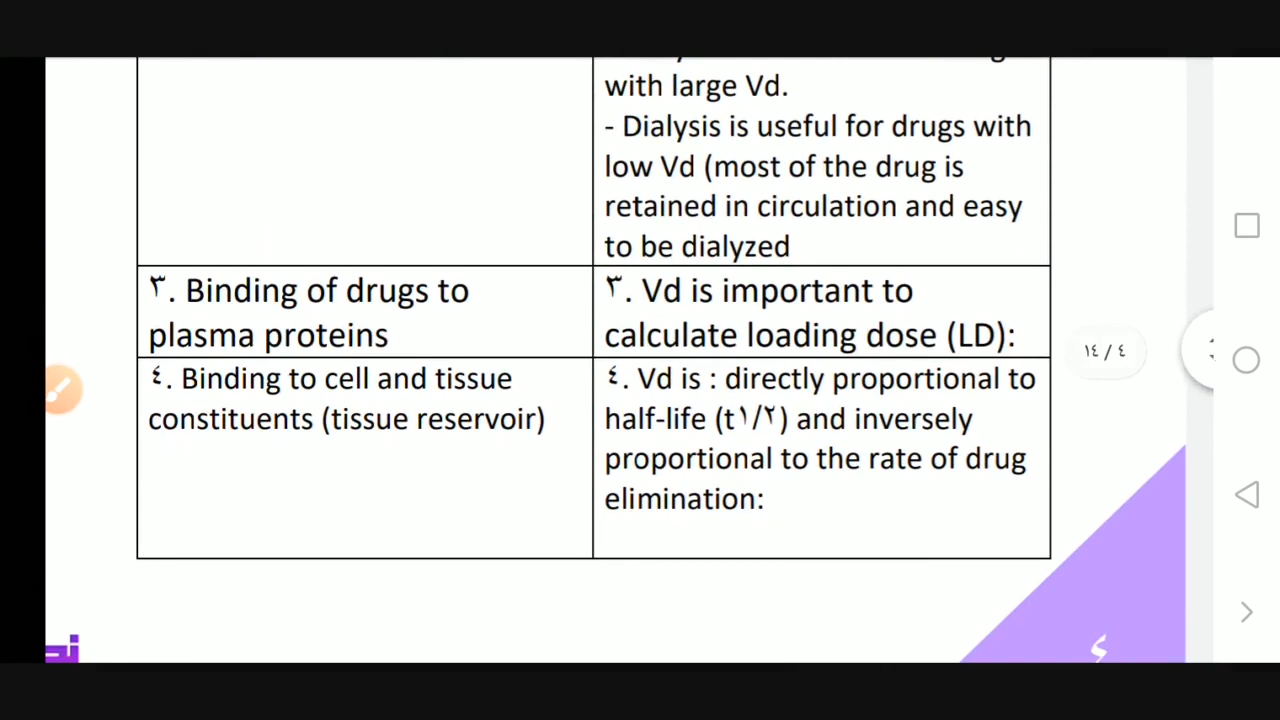 with large Vd.
- Dialysis is useful for drugs with
low Vd (most of the drug is
retained in circulation and easy
to be dialyzed
٣. Binding of drugs to
plasma proteins
٣. Vd is important to
calculate loading dose (LD):
٤. Binding to cell and tissue
constituents (tissue reservoir)
٤. Vd is : directly proportional to
half-life (t١/٢) and inversely
proportional to the rate of drug
elimination:
١٤ / ٤
٤